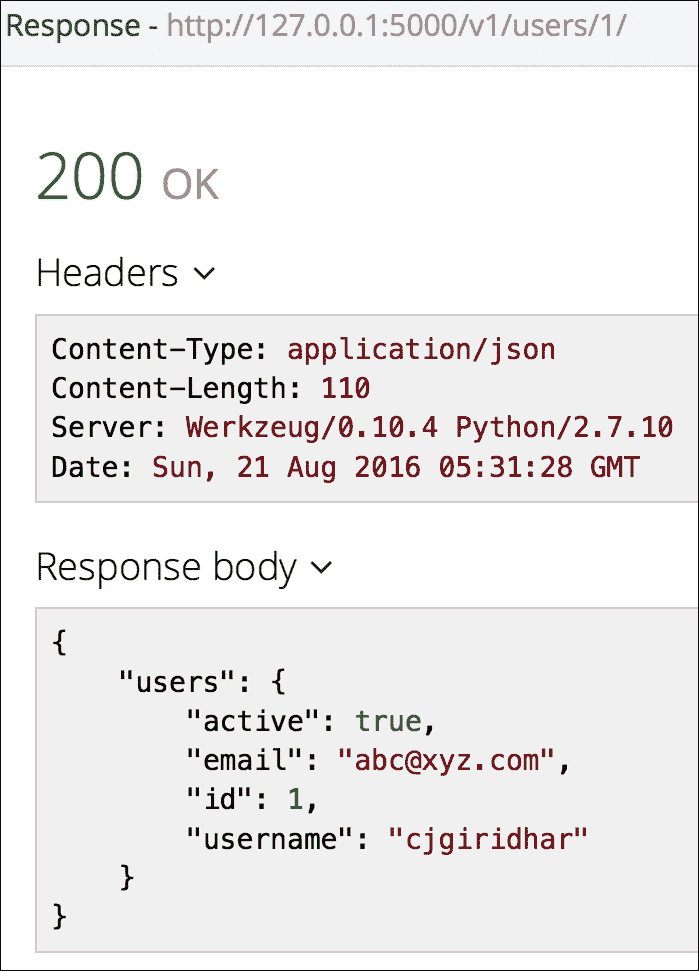 Response - http://127.0.0.1:5000/v1/users/1/
200 OK
Headers
Content-Type: application/json
Content-Length: 110
Server: Werkzeug/0.10.4 Python/2.7.10
Date: Sun, 21 Aug 2016 05:31:28 GMT
Response body
{
    "users": {
        "active": true,
        "email": "abc@xyz.com",
        "id": 1,
        "username": "cjgiridhar"
    }
}